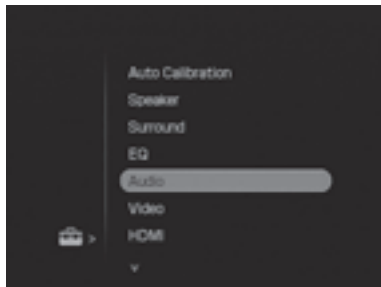 Auto Calibration
Speaker
Surround
EQ
Audio
Video
HDMI